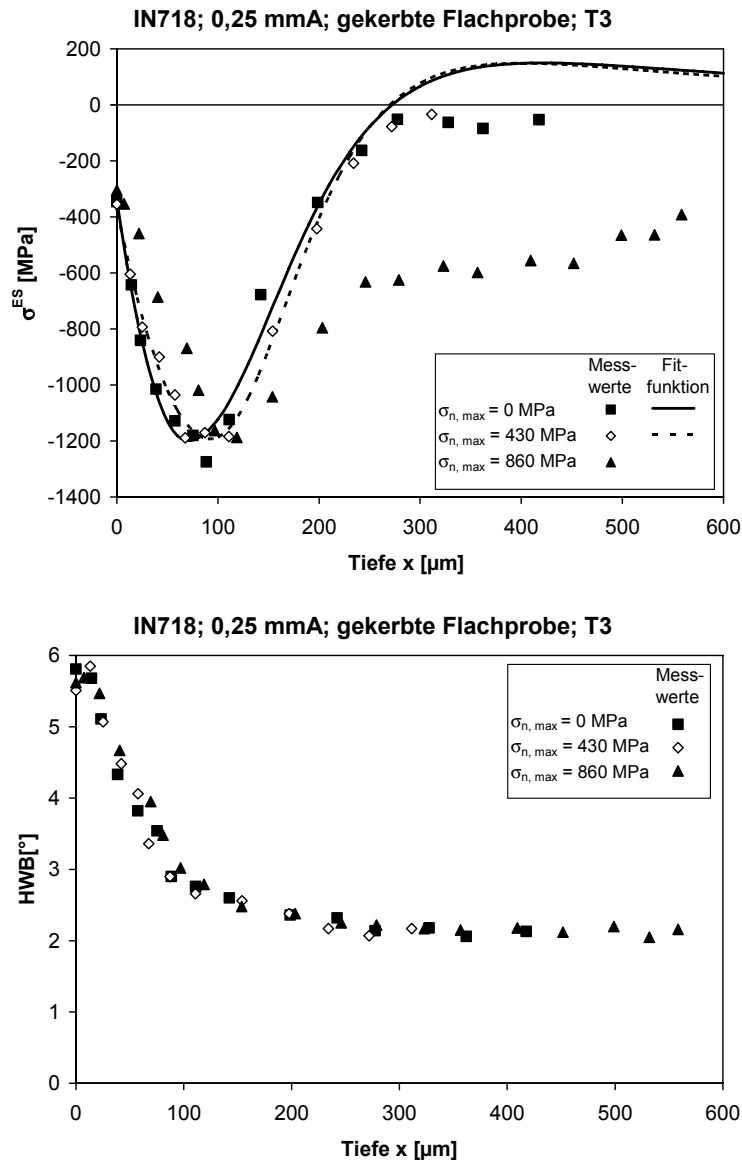 IN718; 0,25 mmA; gekerbte Flachprobe; T3
200
0
-200
-400
-600
-800
-1000
-1200
-1400
σES [MPa]
Mess-
werte
Fit-
funktion
σn, max = 0 MPa
σn, max = 430 MPa
σn, max = 860 MPa
0 100 200 300 400 500 600
Tiefe x [µm]
IN718; 0,25 mmA; gekerbte Flachprobe; T3
6
5
4
3
2
1
0
HWB[°]
Mess-
werte
σn, max = 0 MPa
σn, max = 430 MPa
σn, max = 860 MPa
0 100 200 300 400 500 600
Tiefe x [µm]